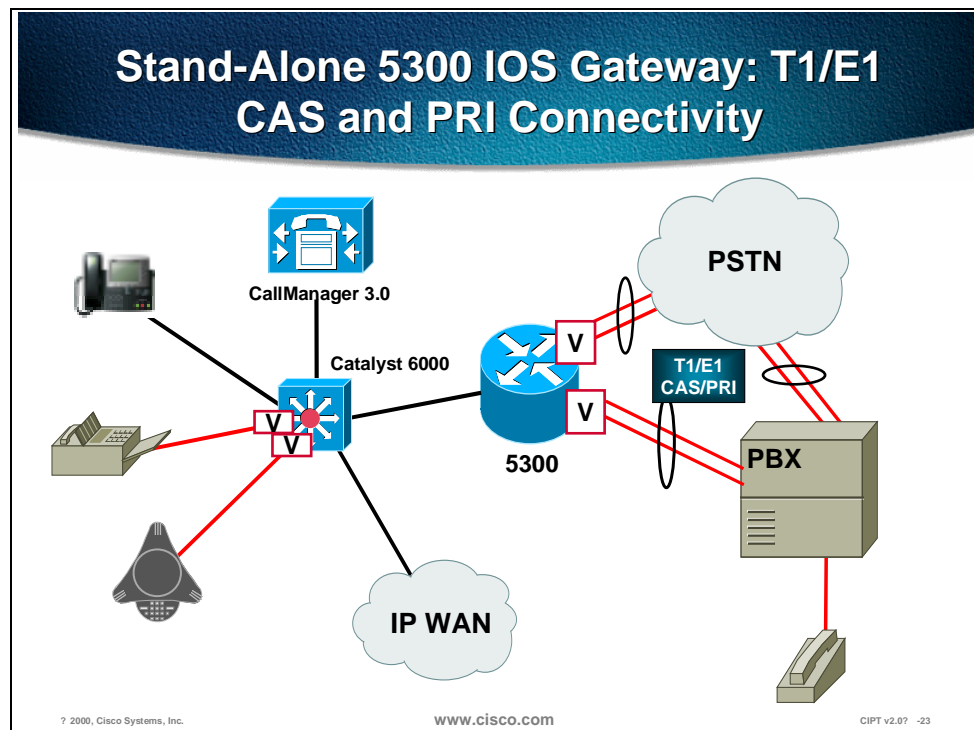 Stand-Alone 5300 IOS Gateway: T1/E1
CAS and PRI Connectivity
PSTN
CallManager 3.0
V
Catalyst 6000
T1/E1
CAS/PRI
V
V
V
5300
PBX
IP WAN
? 2000, Cisco Systems, Inc.
www.cisco.com
CIPT v2.0? -23